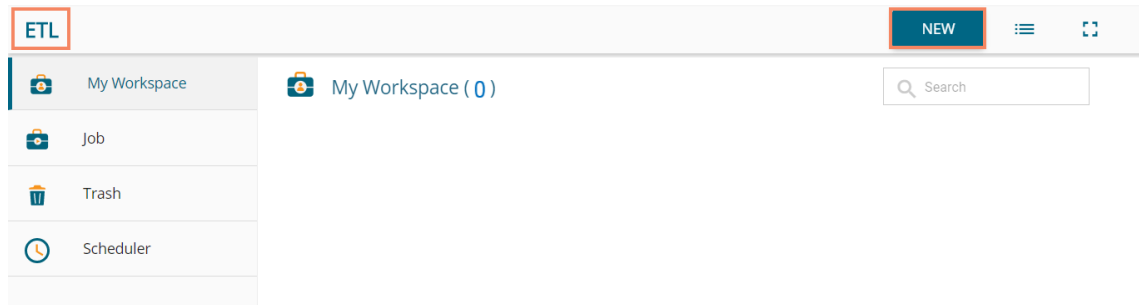 ETL
NEW
My Workspace
My Workspace ( 0 )
Search
Job
Trash
Scheduler